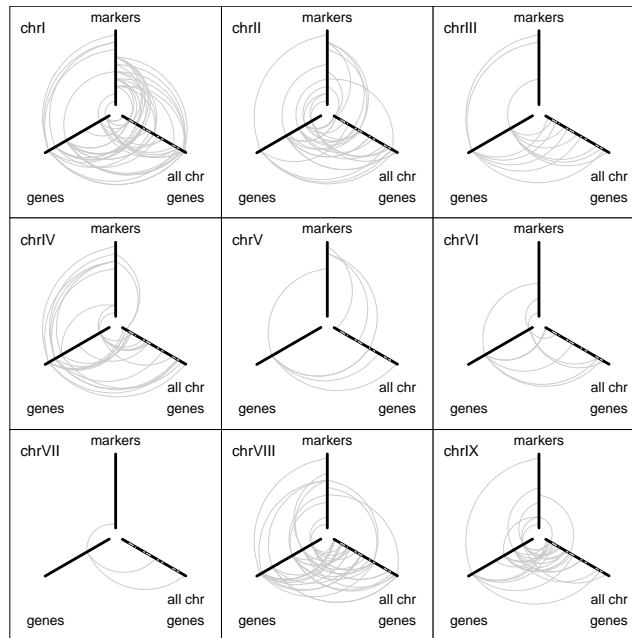 markers
chrI
all chr
genes
genes
markers
chrII
all chr
genes
genes
markers
chrIII
all chr
genes
genes
markers
chrIV
all chr
genes
genes
markers
chrV
all chr
genes
genes
markers
chrVI
all chr
genes
genes
markers
chrVII
all chr
genes
genes
markers
chrVIII
all chr
genes
genes
markers
chrIX
all chr
genes
genes